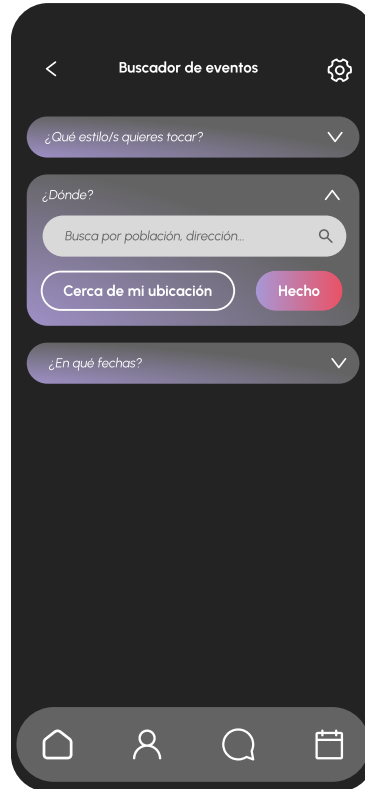 Buscador de eventos
¿Qué estilo/s quieres tocar?
¿Dónde?
Busca por población, dirección...
Cerca de mi ubicación
Hecho
¿En qué fechas?